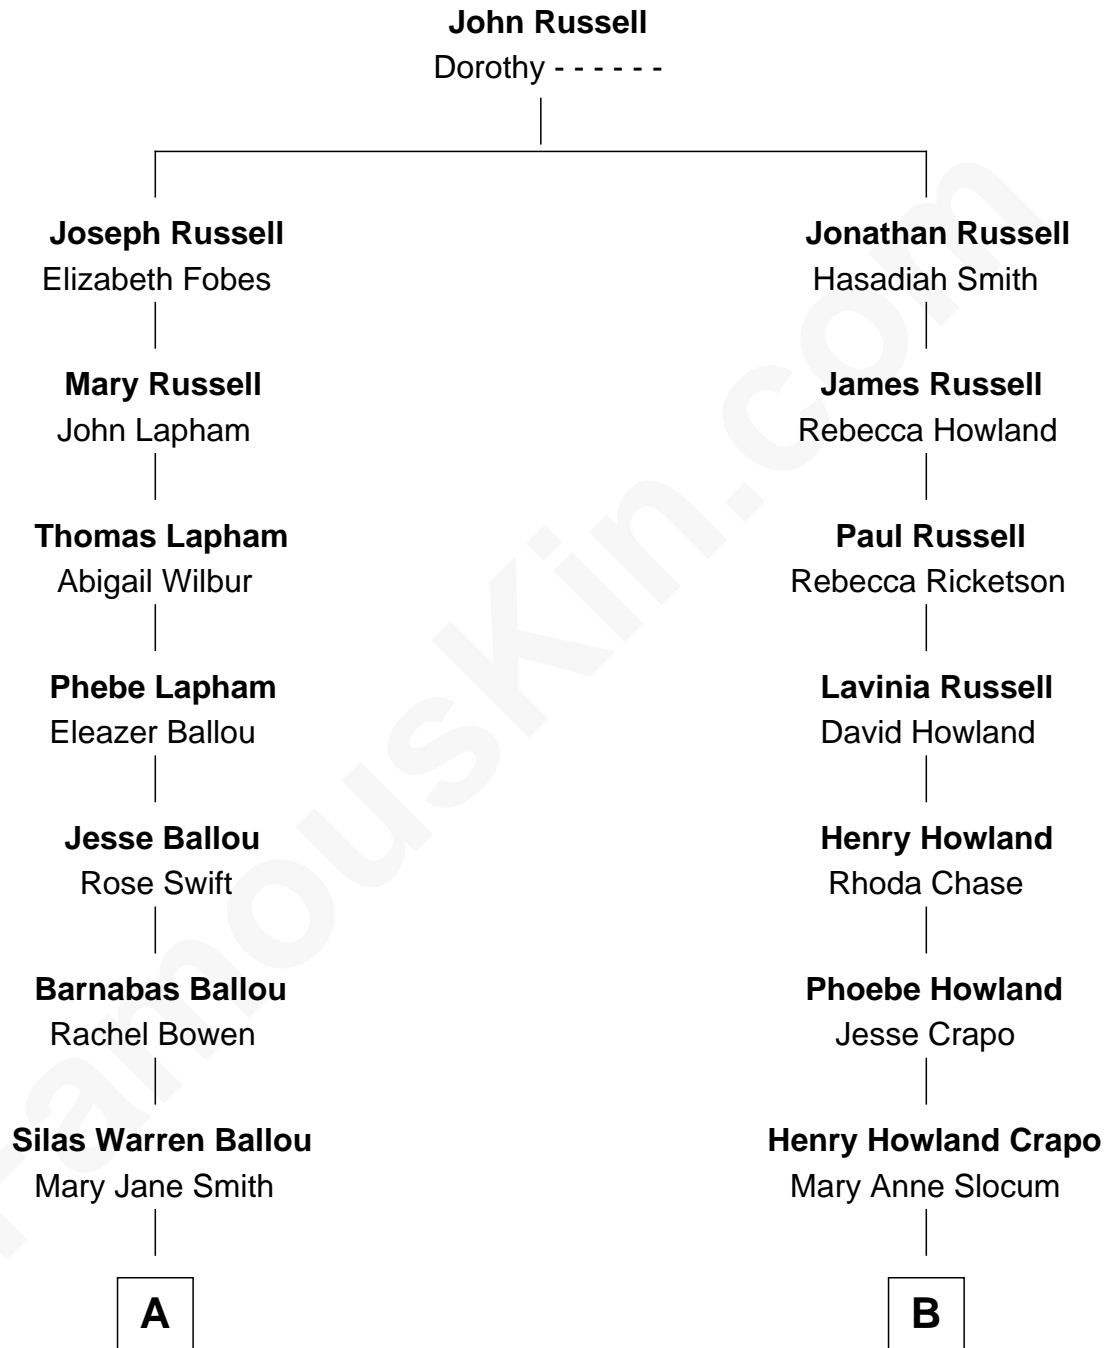 John Russell
Dorothy - - - - - -
Joseph Russell
Elizabeth Fobes
Jonathan Russell
Hasadiah Smith
Mary Russell
John Lapham
James Russell
Rebecca Howland
Thomas Lapham
Abigail Wilbur
Paul Russell
Rebecca Ricketson
Phebe Lapham
Eleazer Ballou
Lavinia Russell
David Howland
Jesse Ballou
Rose Swift
Henry Howland
Rhoda Chase
Barnabas Ballou
Rachel Bowen
Phoebe Howland
Jesse Crapo
Silas Warren Ballou
Mary Jane Smith
Henry Howland Crapo
Mary Anne Slocum
A
B
FamousKin.com